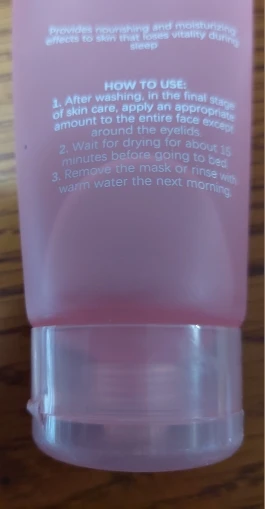 Provides nourishing and moisturizing
effects to skin that loses vitality during
sleep
HOW TO USE:
1. After washing, in the final stage
of skin care, apply an appropriate
amount to the entire face except
around the eyelids.
2. Wait for drying for about 15
minutes before going to bed.
3. Remove the mask or rinse with
warm water the next morning.